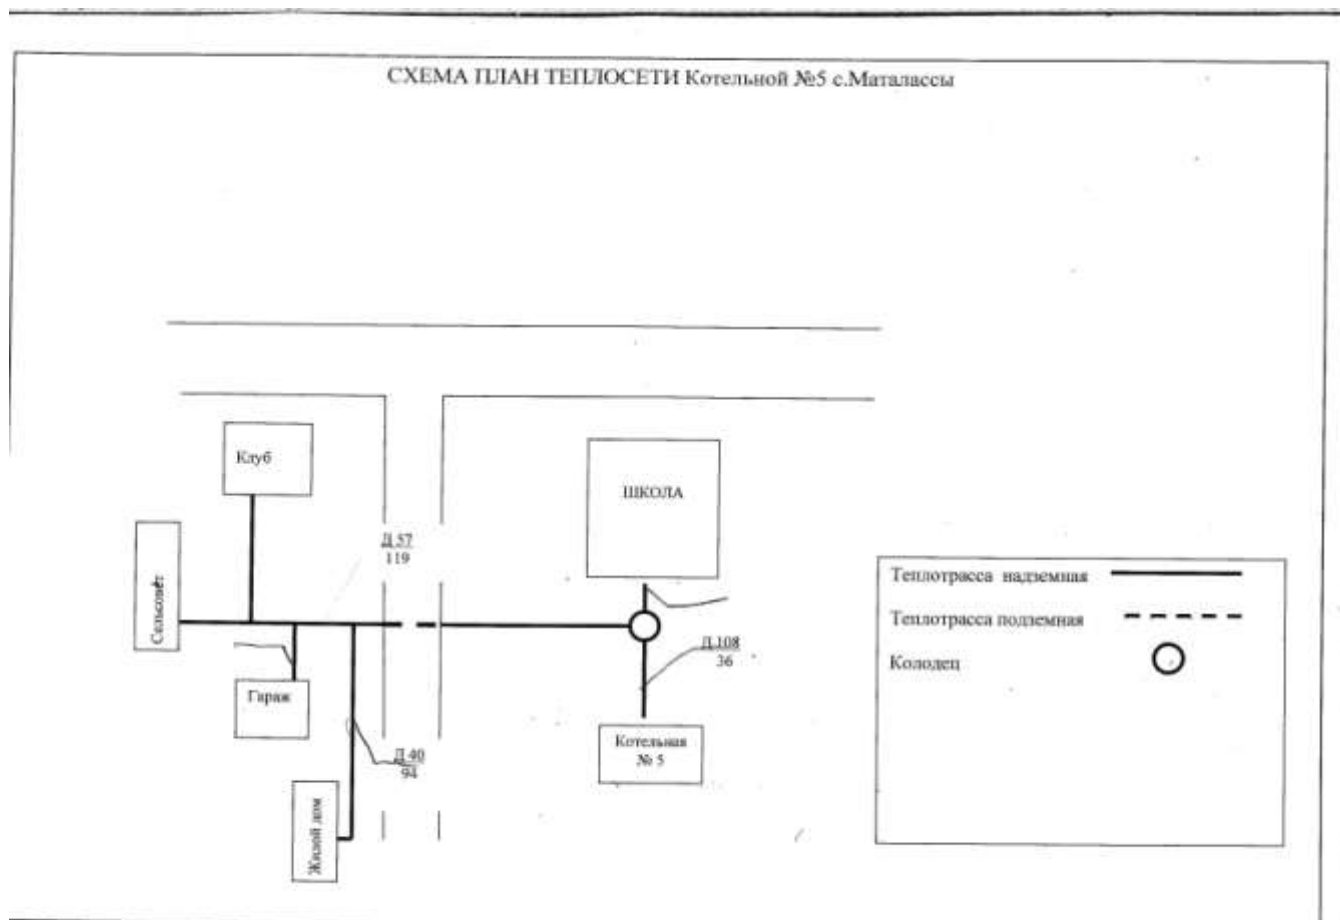 СХЕМА ПЛАН ТЕПЛОСЕТИ Котельной №5 с.Маталассы
Клуб
ШКОЛА
Д 57
119
Сельсовет
Теплотрасса надземная
Теплотрасса подземная
Колодец
Д 108
36
Гараж
Котельная
№ 5
Д 40
94
Жилой дом